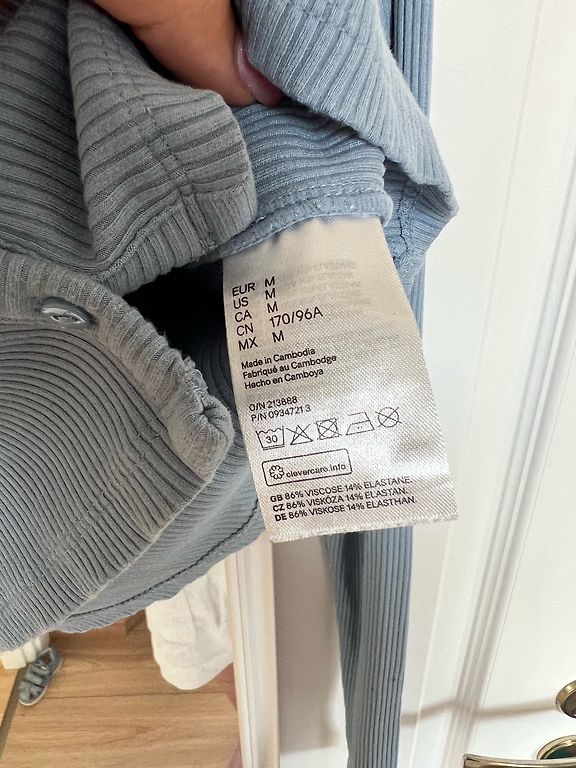 EUR M
US M
CA M
CN 170/96A
MX M
Made in Cambodia
Fabriqué au Cambodge
Hecho en Camboya
O/N 213888
P/N 0934721 3
30
clevercare.info
GB 86% VISCOSE 14% ELASTANE.
CZ 86% VISKÓZA 14% ELASTAN.
DE 86% VISKOSE 14% ELASTHAN.